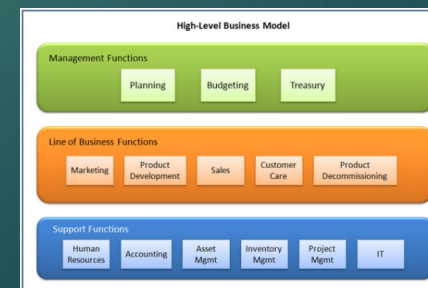 High-Level Business Model
Management Functions
Planning
Budgeting
Treasury
Line of Business Functions
Marketing
Product
Development
Sales
Customer
Care
Product
Decommissioning
Support Functions
Human
Resources
Accounting
Asset
Mgmt
Inventory
Mgmt
Project
Mgmt
IT